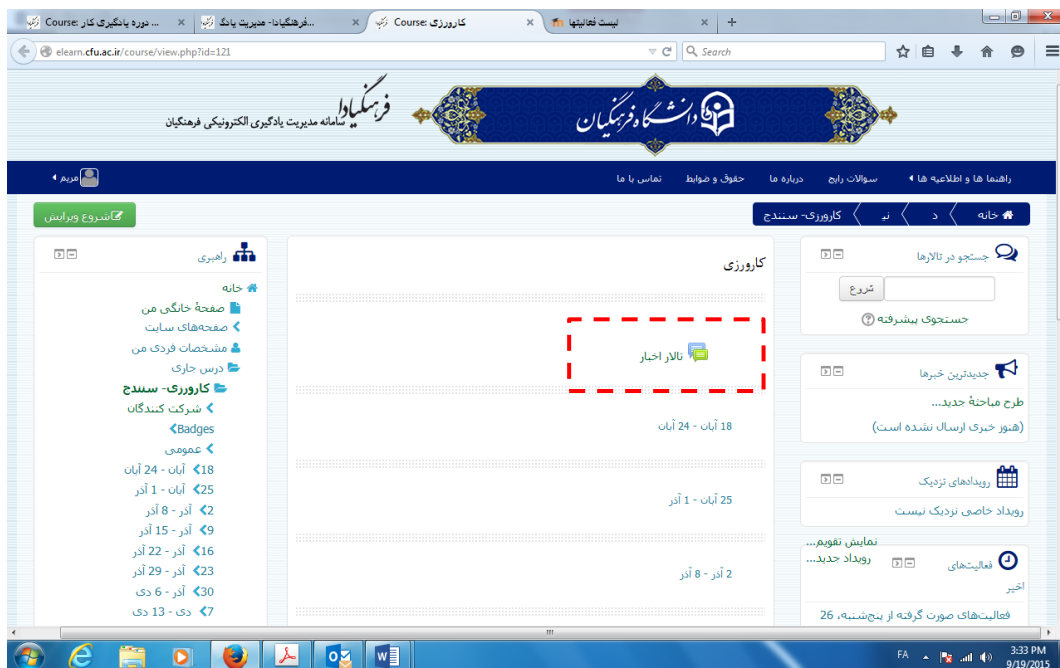 Course: دوره یادگیری کار ...
فرهنگیادا- مدیریت یادگ...
Course: کارورزی
لیست فعالیتها
elearn.cfu.ac.ir/course/view.php?id=121
Search
دانشگاه فرهنگیان
فرهنگیادا
سامانه مدیریت یادگیری الکترونیکی فرهنگیان
راهنما ها و اطلاعیه ها
سوالات رایج
درباره ما
حقوق و ضوابط
تماس با ما
مریم
خانه
د
نی
کارورزی- سنندج
شروع ویرایش
جستجو در تالارها
شروع
جستجوی پیشرفته
جدیدترین خبرها
طرح مباحثهٔ جدید...
(هنوز خبری ارسال نشده است)
رویدادهای نزدیک
رویداد خاصی نزدیک نیست
نمایش تقویم...
رویداد جدید...
فعالیت‌های
اخیر
فعالیت‌های صورت گرفته از پنج‌شنبه، 26
کارورزی
تالار اخبار
18 آبان - 24 آبان
25 آبان - 1 آذر
2 آذر - 8 آذر
راهبری
خانه
صفحهٔ خانگی من
صفحه‌های سایت
مشخصات فردی من
درس جاری
کارورزی- سنندج
شرکت کنندگان
Badges
عمومی
18 آبان - 24 آبان
25 آبان - 1 آذر
2 آذر - 8 آذر
9 آذر - 15 آذر
16 آذر - 22 آذر
23 آذر - 29 آذر
30 آذر - 6 دی
7 دی - 13 دی
FA
3:33 PM